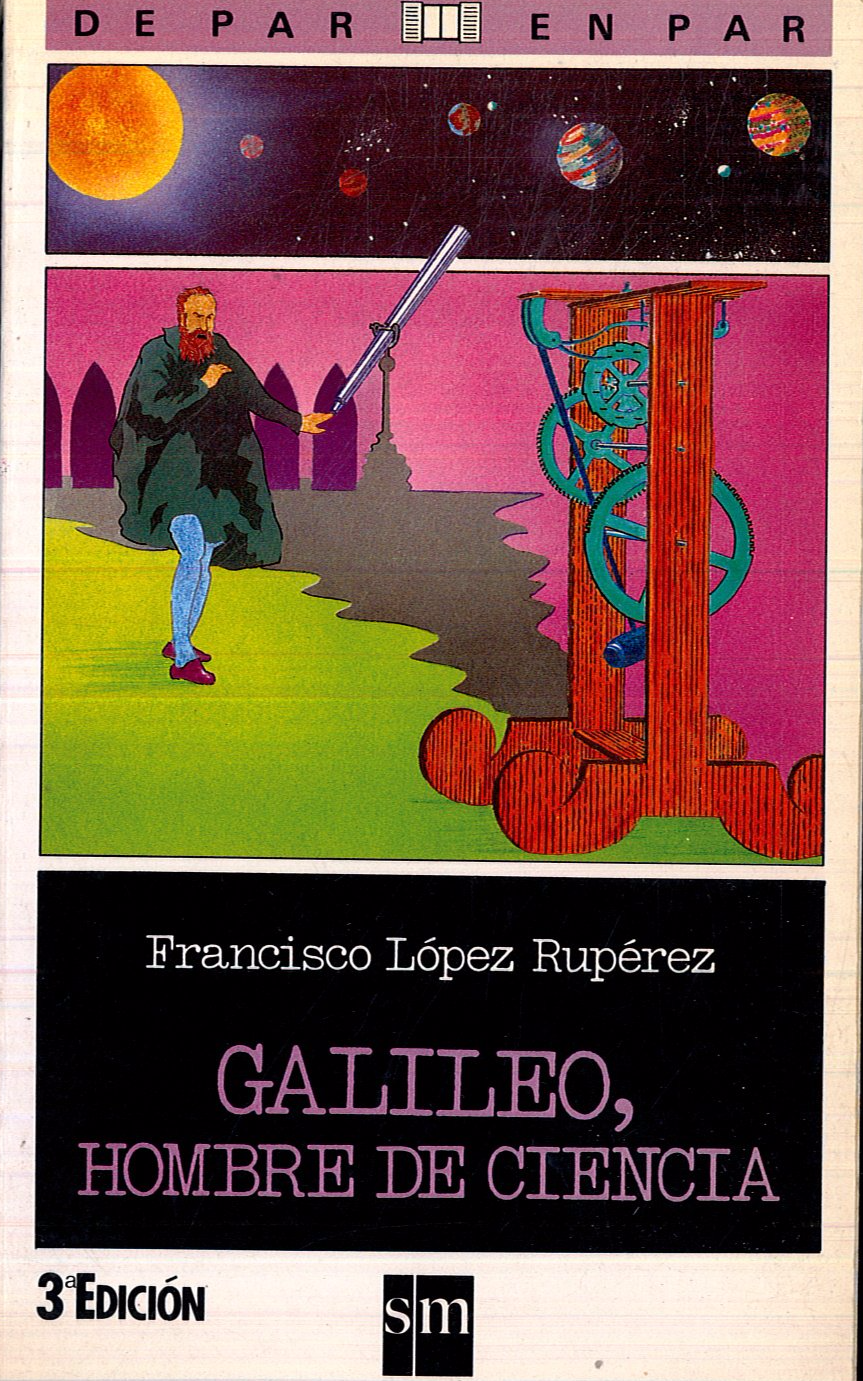 DE PAR EN PAR
Francisco López Rupérez
GALILEO,
HOMBRE DE CIENCIA
3ª EDICIÓN
sm